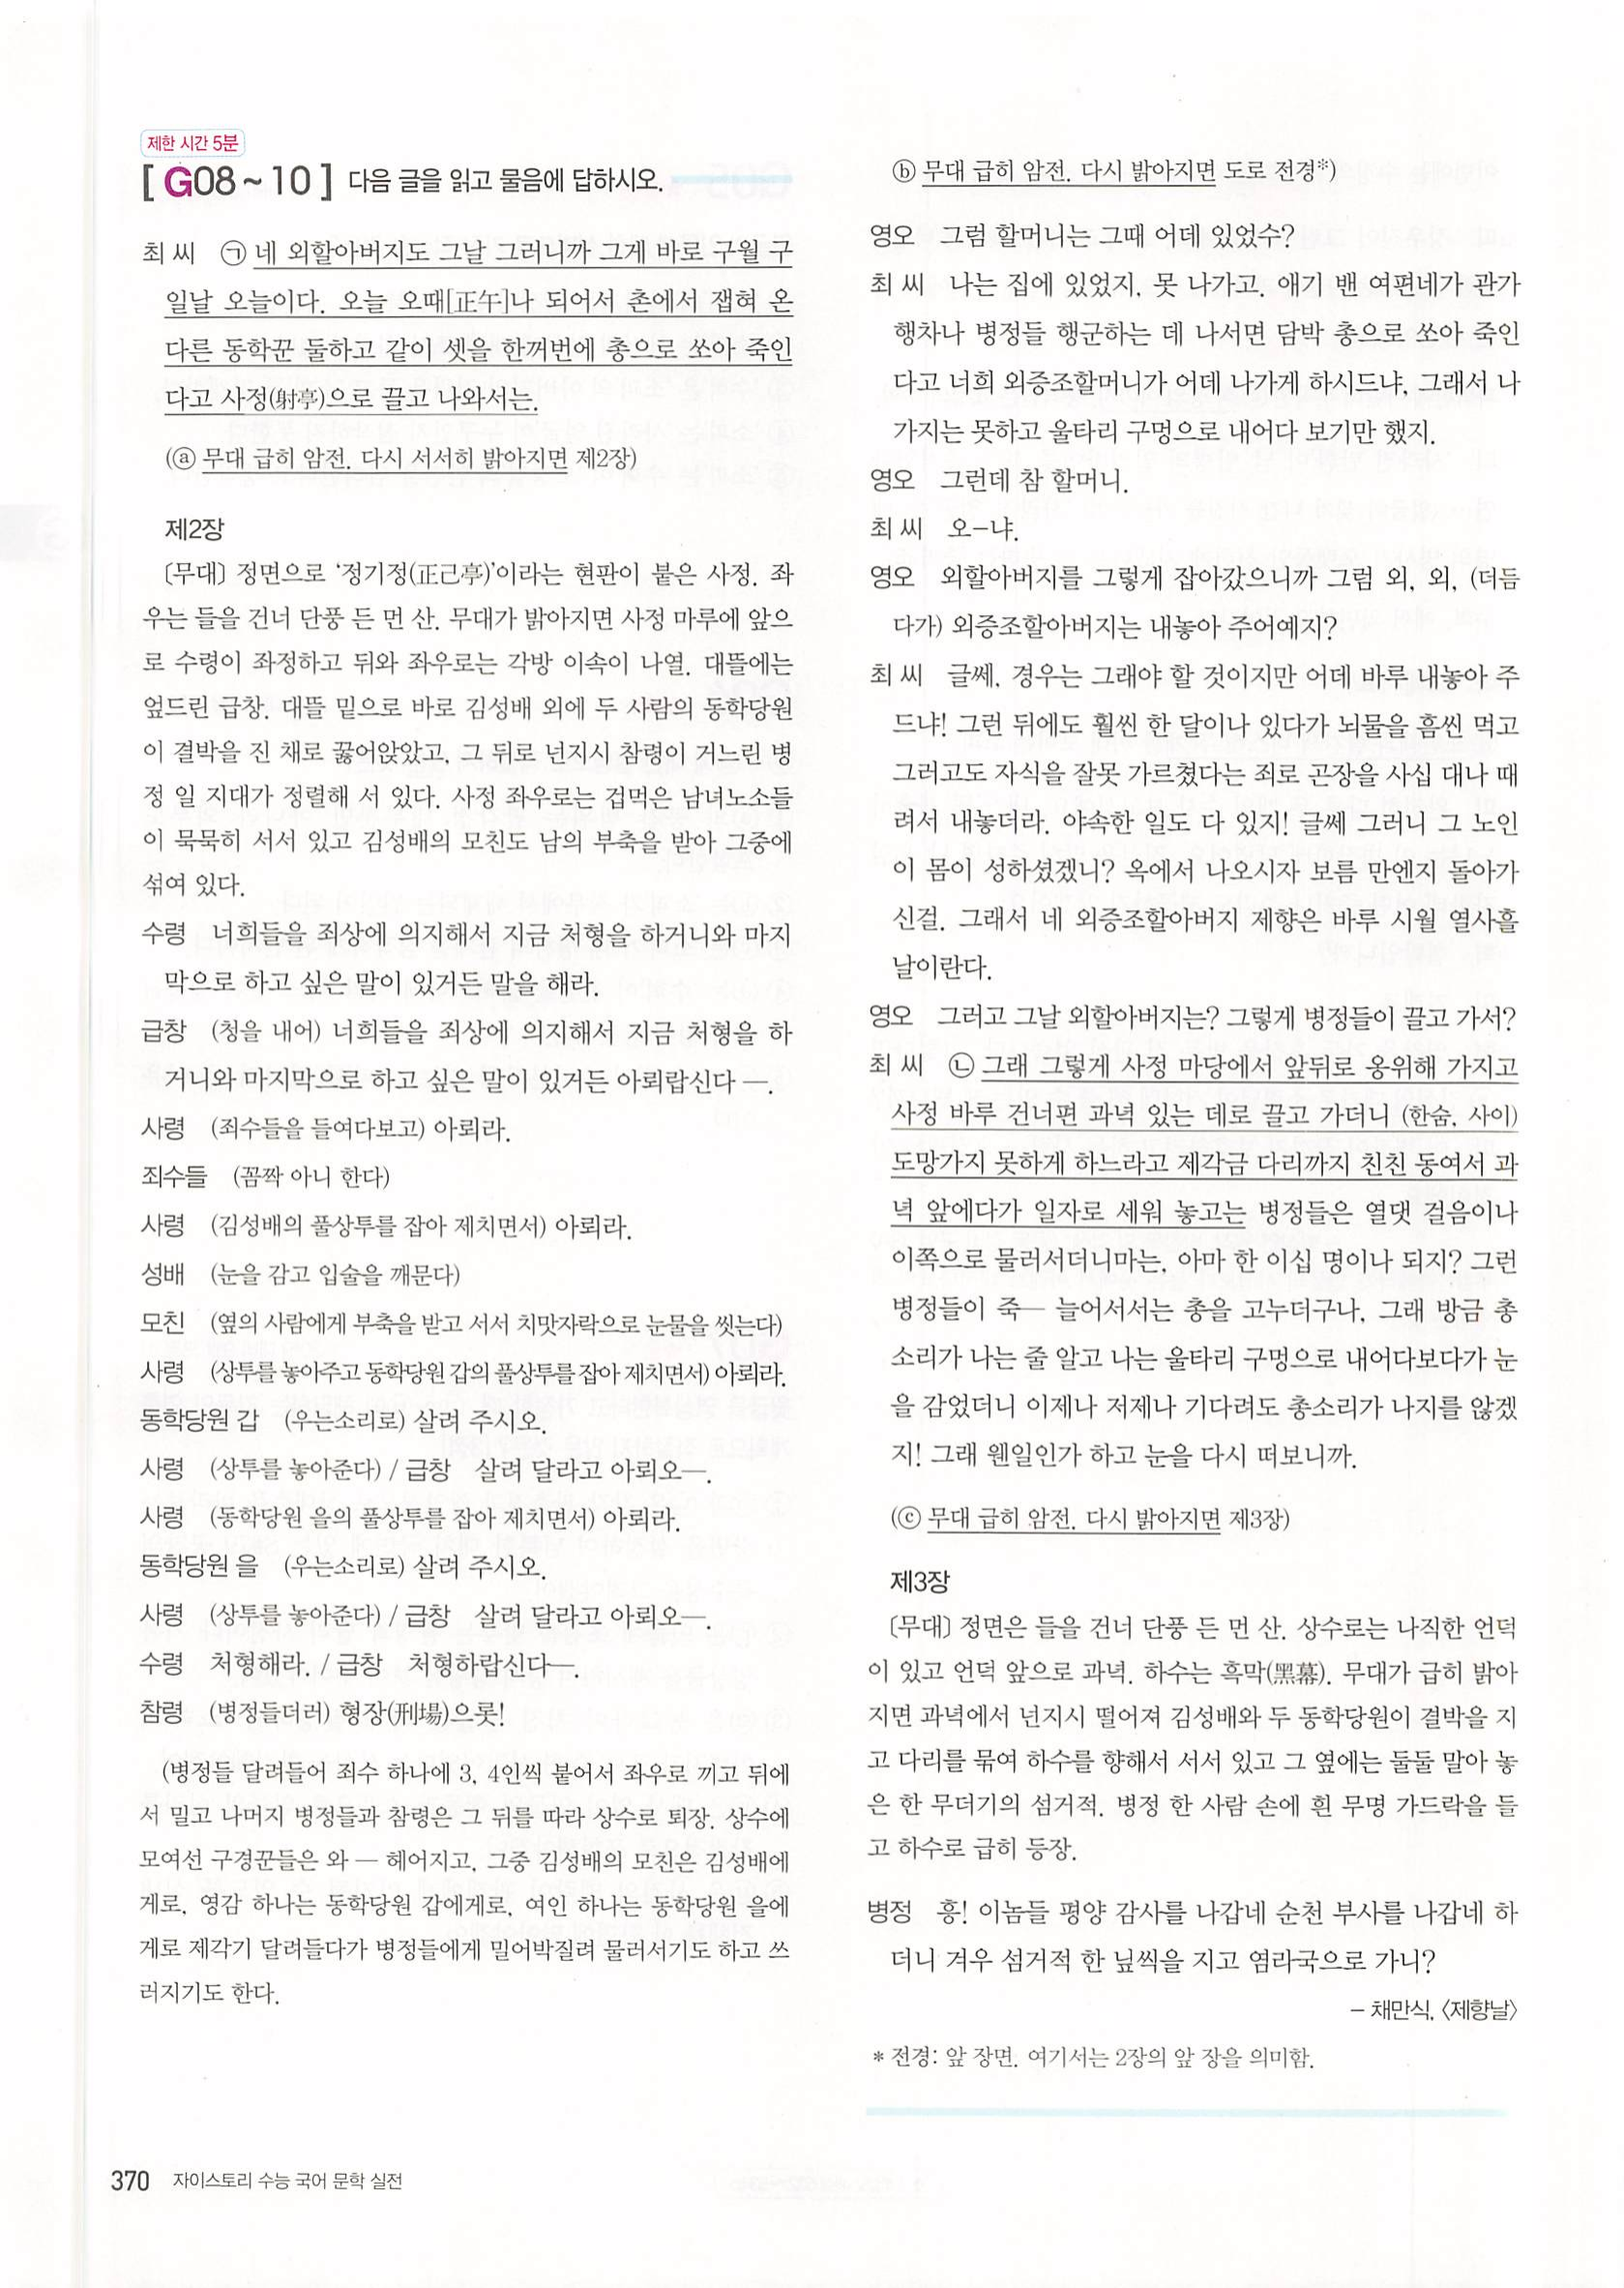 제한 시간 5분
[ G08~10 ] 다음 글을 읽고 물음에 답하시오.
최 씨 ㉠ 네 외할아버지도 그날 그러니까 그게 바로 구월 구
일날 오늘이다. 오늘 오때[正午]나 되어서 촌에서 잽혀 온
다른 동학꾼 둘하고 같이 셋을 한꺼번에 총으로 쏘아 죽인
다고 사정(射亭)으로 끌고 나와서는.
(ⓐ 무대 급히 암전. 다시 서서히 밝아지면 제2장)
제2장
〔무대〕 정면으로 ‘정기정(正己亭)’이라는 현판이 붙은 사정. 좌
우는 들을 건너 단풍 든 먼 산. 무대가 밝아지면 사정 마루에 앞으
로 수령이 좌정하고 뒤와 좌우로는 각방 이속이 나열. 대뜰에는
엎드린 급창. 대뜰 밑으로 바로 김성배 외에 두 사람의 동학당원
이 결박을 진 채로 꿇어앉았고, 그 뒤로 넌지시 참령이 거느린 병
정 일 지대가 정렬해 서 있다. 사정 좌우로는 겁먹은 남녀노소들
이 묵묵히 서서 있고 김성배의 모친도 남의 부축을 받아 그중에
섞여 있다.
수령 너희들을 죄상에 의지해서 지금 처형을 하거니와 마지
막으로 하고 싶은 말이 있거든 말을 해라.
급창 (청을 내어) 너희들을 죄상에 의지해서 지금 처형을 하
거니와 마지막으로 하고 싶은 말이 있거든 아뢰랍신다 ―.
사령 (죄수들을 들여다보고) 아뢰라.
죄수들 (꼼짝 아니 한다)
사령 (김성배의 풀상투를 잡아 제치면서) 아뢰라.
성배 (눈을 감고 입술을 깨문다)
모친 (옆의 사람에게 부축을 받고 서서 치맛자락으로 눈물을 씻는다)
사령 (상투를 놓아주고 동학당원 갑의 풀상투를 잡아 제치면서) 아뢰라.
동학당원 갑 (우는소리로) 살려 주시오.
사령 (상투를 놓아준다) / 급창 살려 달라고 아뢰오―.
사령 (동학당원 을의 풀상투를 잡아 제치면서) 아뢰라.
동학당원 을 (우는소리로) 살려 주시오.
사령 (상투를 놓아준다) / 급창 살려 달라고 아뢰오―.
수령 처형해라. / 급창 처형하랍신다―.
참령 (병정들더러) 형장(刑場)으롯!
(병정들 달려들어 죄수 하나에 3, 4인씩 붙어서 좌우로 끼고 뒤에
서 밀고 나머지 병정들과 참령은 그 뒤를 따라 상수로 퇴장. 상수에
모여선 구경꾼들은 와 ― 헤어지고, 그중 김성배의 모친은 김성배에
게로, 영감 하나는 동학당원 갑에게로, 여인 하나는 동학당원 을에
게로 제각기 달려들다가 병정들에게 밀어박질려 물러서기도 하고 쓰
러지기도 한다.
ⓑ 무대 급히 암전. 다시 밝아지면 도로 전경*)
영오 그럼 할머니는 그때 어데 있었수?
최 씨 나는 집에 있었지, 못 나가고. 애기 밴 여편네가 관가
행차나 병정들 행군하는 데 나서면 담박 총으로 쏘아 죽인
다고 너희 외증조할머니가 어데 나가게 하시드냐, 그래서 나
가지는 못하고 울타리 구멍으로 내어다 보기만 했지.
영오 그런데 참 할머니.
최 씨 오-냐.
영오 외할아버지를 그렇게 잡아갔으니까 그럼 외, 외, (더듬
다가) 외증조할아버지는 내놓아 주어예지?
최 씨 글쎄, 경우는 그래야 할 것이지만 어데 바루 내놓아 주
드냐! 그런 뒤에도 훨씬 한 달이나 있다가 뇌물을 흠씬 먹고
그러고도 자식을 잘못 가르쳤다는 죄로 곤장을 사십 대나 때
려서 내놓더라. 야속한 일도 다 있지! 글쎄 그러니 그 노인
이 몸이 성하셨겠니? 옥에서 나오시자 보름 만엔지 돌아가
신걸. 그래서 네 외증조할아버지 제향은 바루 시월 열사흘
날이란다.
영오 그러고 그날 외할아버지는? 그렇게 병정들이 끌고 가서?
최 씨 ㉡ 그래 그렇게 사정 마당에서 앞뒤로 옹위해 가지고
사정 바루 건너편 과녁 있는 데로 끌고 가더니 (한숨, 사이)
도망가지 못하게 하느라고 제각금 다리까지 친친 동여서 과
녁 앞에다가 일자로 세워 놓고는 병정들은 열댓 걸음이나
이쪽으로 물러서더니마는, 아마 한 이십 명이나 되지? 그런
병정들이 죽― 늘어서서는 총을 고누더구나, 그래 방금 총
소리가 나는 줄 알고 나는 울타리 구멍으로 내어다보다가 눈
을 감었더니 이제나 저제나 기다려도 총소리가 나지를 않겠
지! 그래 웬일인가 하고 눈을 다시 떠보니까.
(ⓒ 무대 급히 암전. 다시 밝아지면 제3장)
제3장
〔무대〕 정면은 들을 건너 단풍 든 먼 산. 상수로는 나직한 언덕
이 있고 언덕 앞으로 과녁. 하수는 흑막(黑幕). 무대가 급히 밝아
지면 과녁에서 넌지시 떨어져 김성배와 두 동학당원이 결박을 지
고 다리를 묶여 하수를 향해서 서서 있고 그 옆에는 둘둘 말아 놓
은 한 무더기의 섬거적. 병정 한 사람 손에 흰 무명 가드락을 들
고 하수로 급히 등장.
병정 흥! 이놈들 평양 감사를 나갑네 순천 부사를 나갑네 하
더니 겨우 섬거적 한 닢씩을 지고 염라국으로 가니?
- 채만식, 〈제향날〉
* 전경: 앞 장면. 여기서는 2장의 앞 장을 의미함.
370 자이스토리 수능 국어 문학 실전